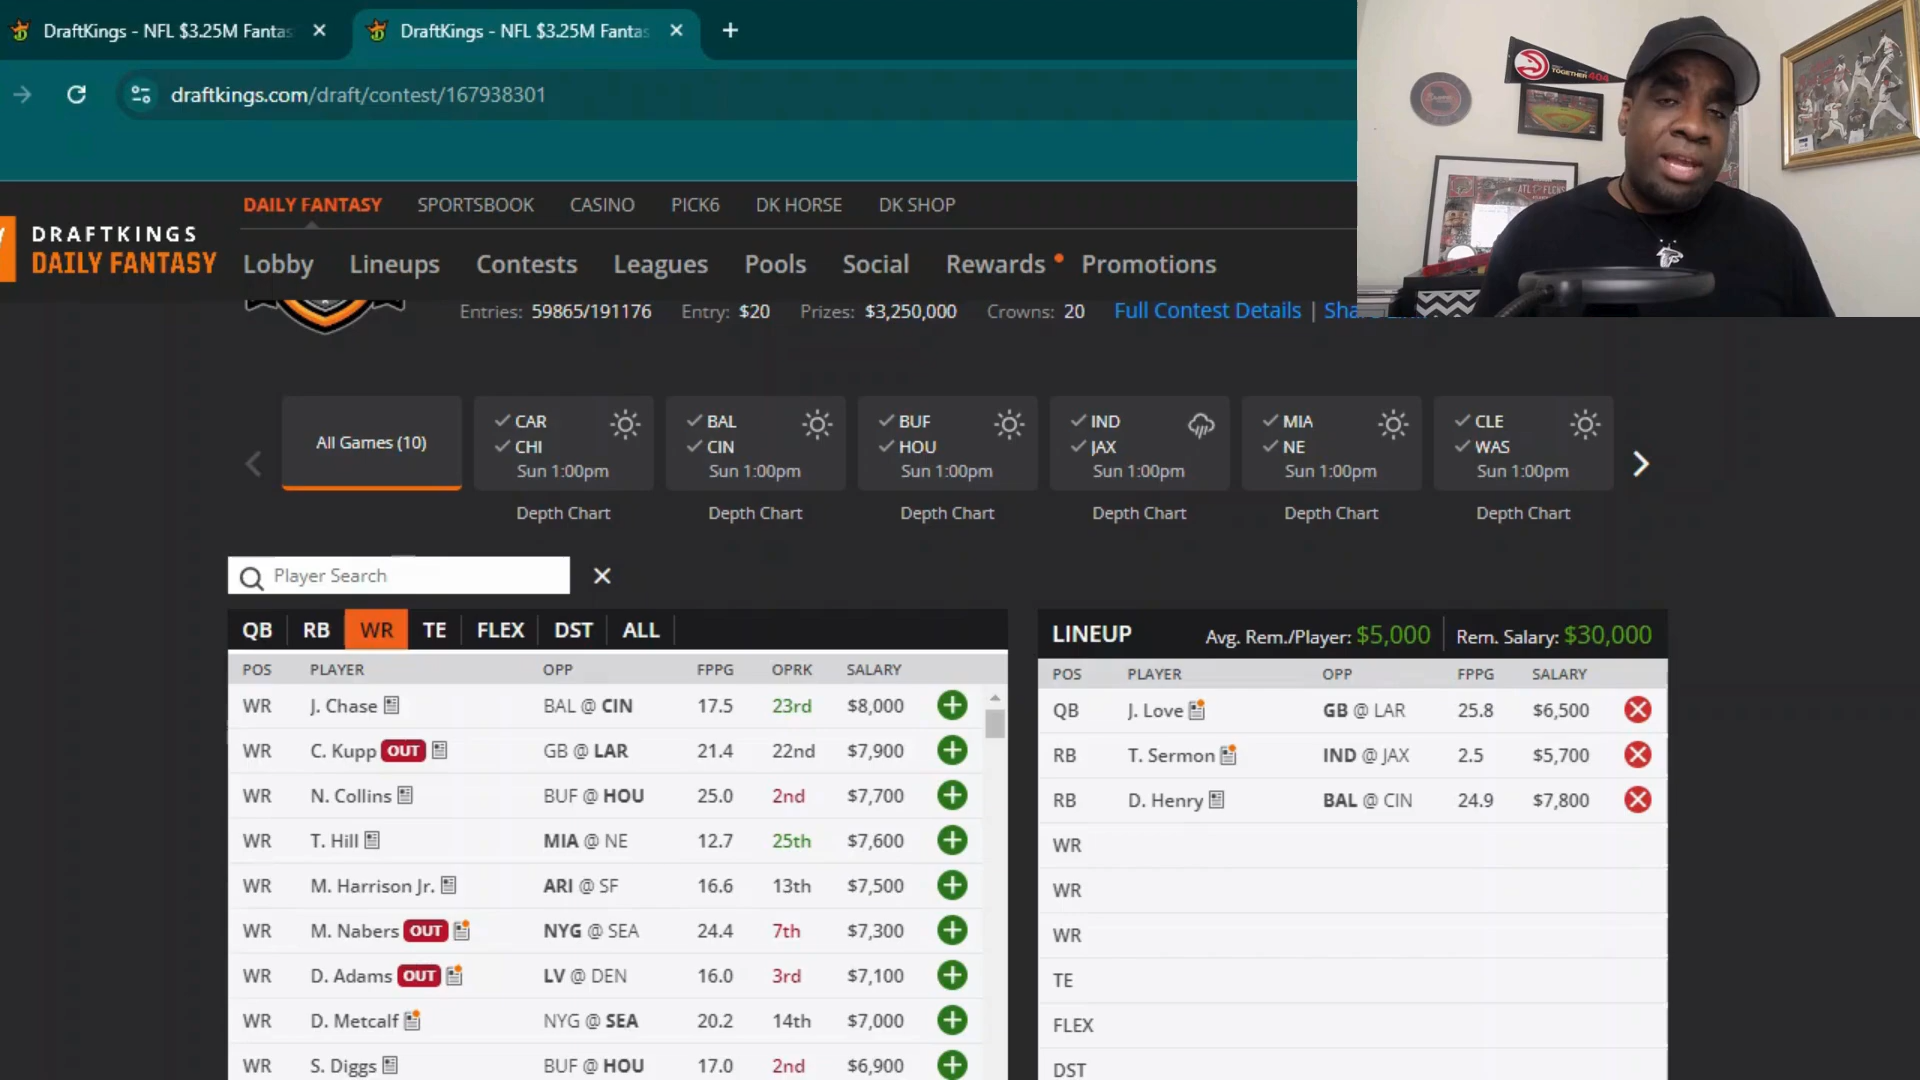 DraftKings - NFL $3.25M Fantas
DraftKings - NFL $3.25M Fantas
draftkings.com/draft/contest/167938301
TOGETHER 404
ATL FLCNS
DAILY FANTASY SPORTSBOOK CASINO PICK6 DK HORSE DK SHOP
DRAFTKINGS
DAILY FANTASY
Lobby Lineups Contests Leagues Pools Social Rewards Promotions
Entries: 59865/191176 Entry: $20 Prizes: $3,250,000 Crowns: 20 Full Contest Details |
All Games (10)
CAR
CHI
Sun 1:00pm
Depth Chart
BAL
CIN
Sun 1:00pm
Depth Chart
BUF
HOU
Sun 1:00pm
Depth Chart
IND
JAX
Sun 1:00pm
Depth Chart
MIA
NE
Sun 1:00pm
Depth Chart
CLE
WAS
Sun 1:00pm
Depth Chart
Player Search
QB RB WR TE FLEX DST ALL
POS PLAYER OPP FPPG OPRK SALARY
WR J. Chase BAL @ CIN 17.5 23rd $8,000
WR C. Kupp OUT GB @ LAR 21.4 22nd $7,900
WR N. Collins BUF @ HOU 25.0 2nd $7,700
WR T. Hill MIA @ NE 12.7 25th $7,600
WR M. Harrison Jr. ARI @ SF 16.6 13th $7,500
WR M. Nabers OUT NYG @ SEA 24.4 7th $7,300
WR D. Adams OUT LV @ DEN 16.0 3rd $7,100
WR D. Metcalf NYG @ SEA 20.2 14th $7,000
WR S. Diggs BUF @ HOU 17.0 2nd $6,900
LINEUP Avg. Rem./Player: $5,000 Rem. Salary: $30,000
POS PLAYER OPP FPPG SALARY
QB J. Love GB @ LAR 25.8 $6,500
RB T. Sermon IND @ JAX 2.5 $5,700
RB D. Henry BAL @ CIN 24.9 $7,800
WR
WR
WR
TE
FLEX
DST